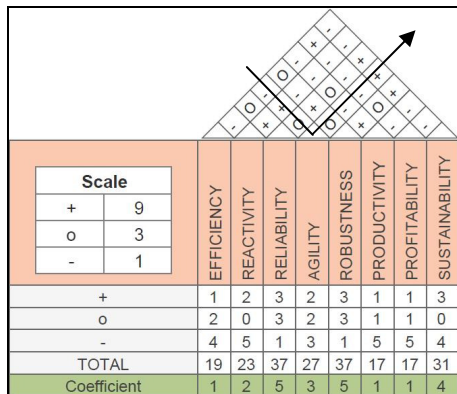 Scale
+ 9
o 3
- 1
EFFICIENCY
REACTIVITY
RELIABILITY
AGILITY
ROBUSTNESS
PRODUCTIVITY
PROFITABILITY
SUSTAINABILITY
+ 1 2 3 2 3 1 1 3
o 2 0 3 2 3 1 1 0
- 4 5 1 3 1 5 5 4
TOTAL 19 23 37 27 37 17 17 31
Coefficient 1 2 5 3 5 1 1 4